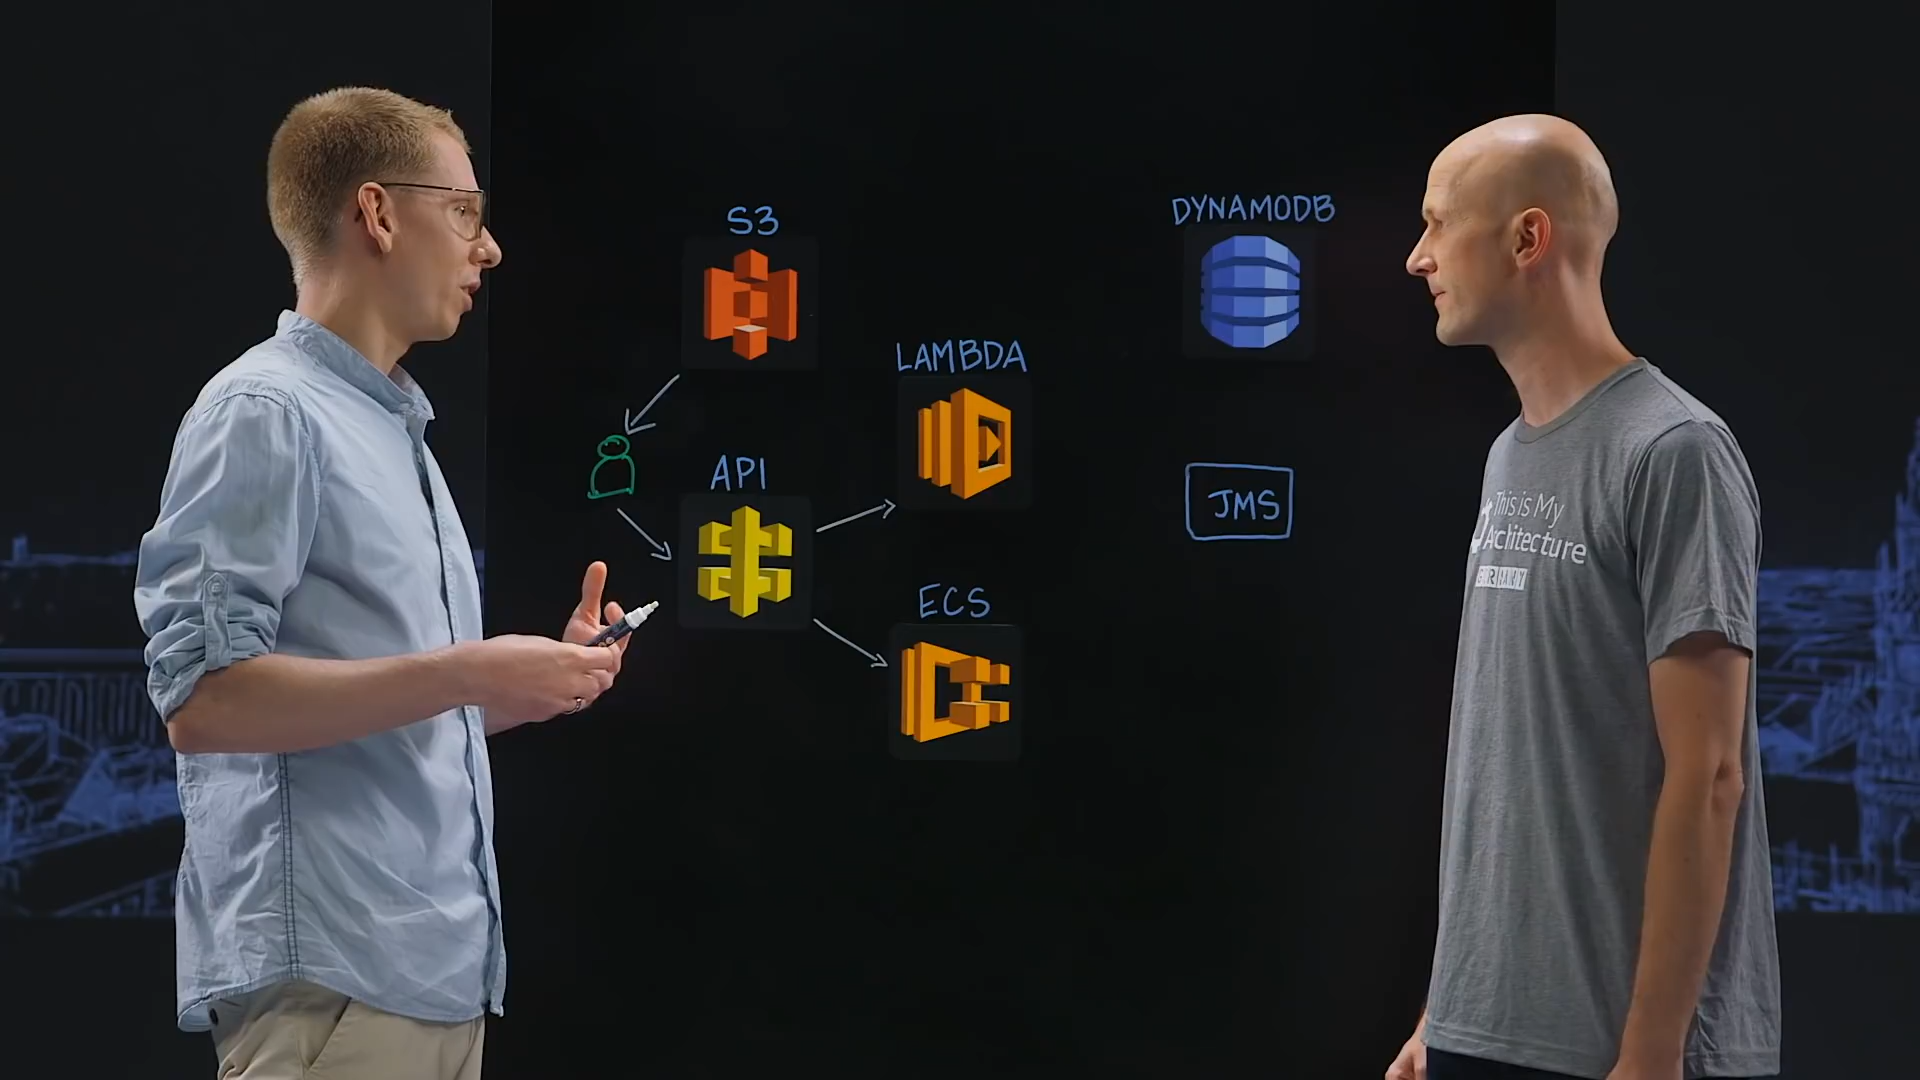 S3
DYNAMODB
LAMBDA
API
JMS
ECS
This is My
Architecture